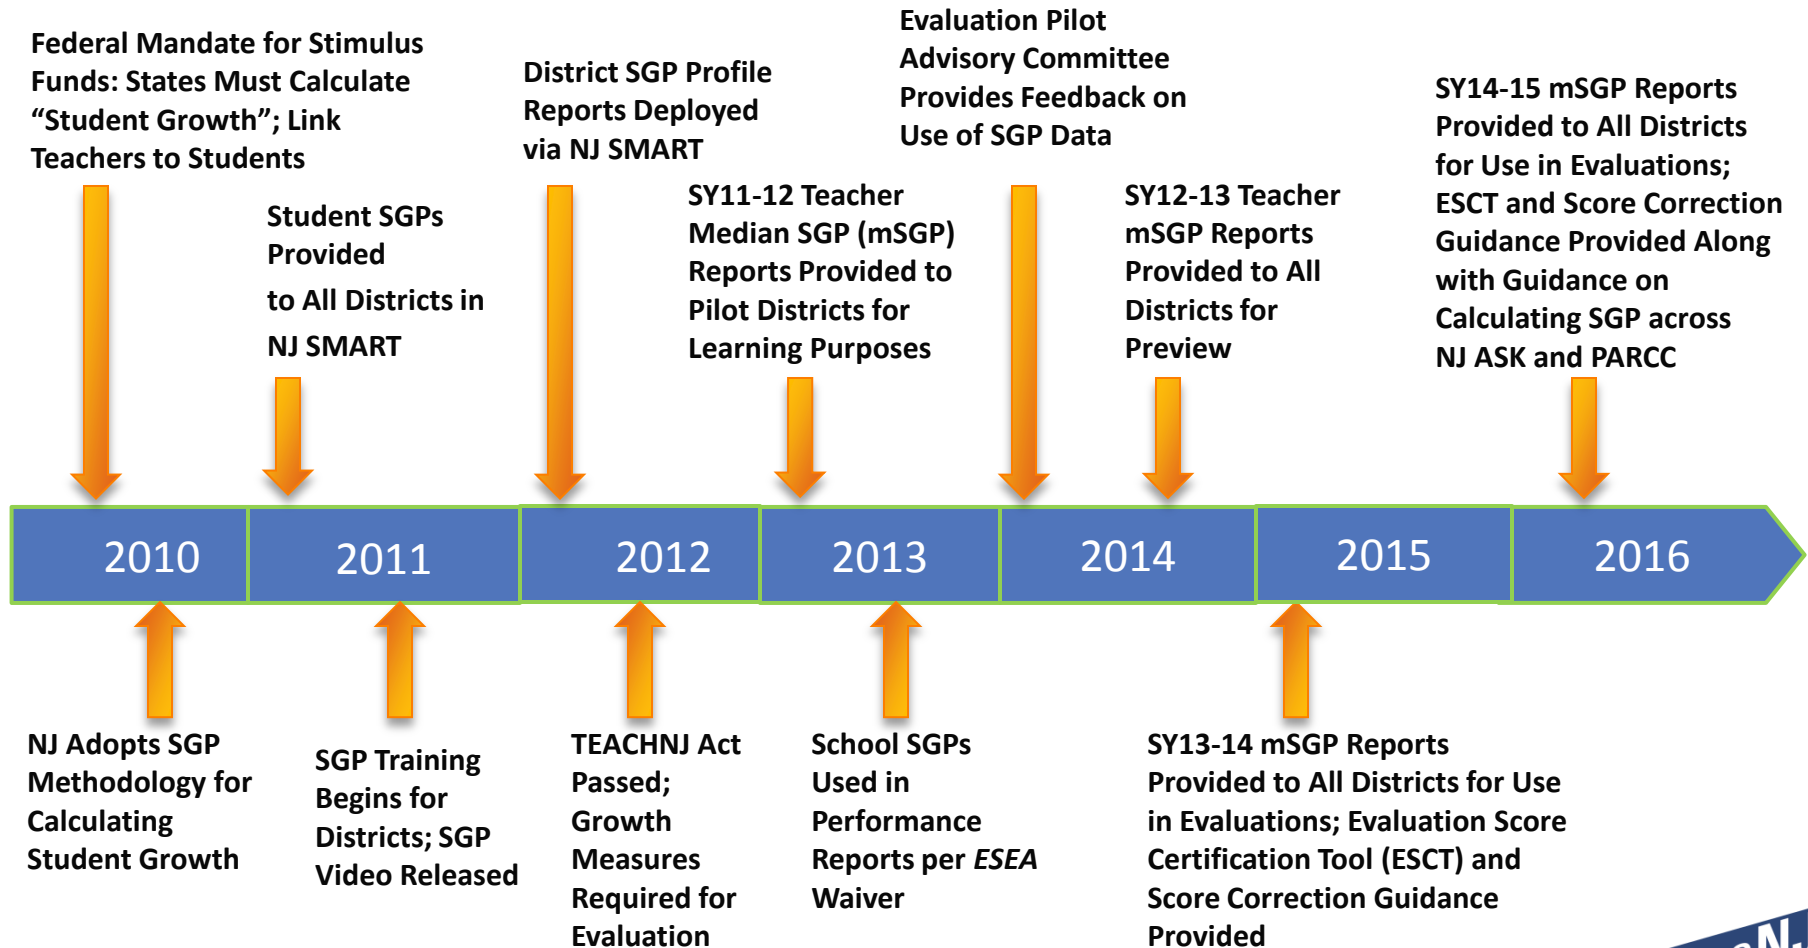 Federal Mandate for Stimulus
Funds: States Must Calculate
“Student Growth”; Link
Teachers to Students
Student SGPs
Provided
to All Districts in
NJ SMART
District SGP Profile
Reports Deployed
via NJ SMART
SY11-12 Teacher
Median SGP (mSGP)
Reports Provided to
Pilot Districts for
Learning Purposes
Evaluation Pilot
Advisory Committee
Provides Feedback on
Use of SGP Data
SY12-13 Teacher
mSGP Reports
Provided to All
Districts for
Preview
SY14-15 mSGP Reports
Provided to All Districts
for Use in Evaluations;
ESCT and Score Correction
Guidance Provided Along
with Guidance on
Calculating SGP across
NJ ASK and PARCC
2010
2011
2012
2013
2014
2015
2016
NJ Adopts SGP
Methodology for
Calculating
Student Growth
SGP Training
Begins for
Districts; SGP
Video Released
TEACHNJ Act
Passed;
Growth
Measures
Required for
Evaluation
School SGPs
Used in
Performance
Reports per ESEA
Waiver
SY13-14 mSGP Reports
Provided to All Districts for Use
in Evaluations; Evaluation Score
Certification Tool (ESCT) and
Score Correction Guidance
Provided